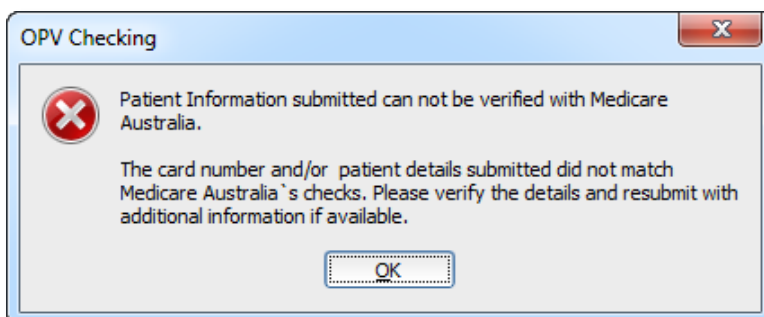 OPV Checking
Patient Information submitted can not be verified with Medicare
Australia.
The card number and/or  patient details submitted did not match
Medicare Australia`s checks. Please verify the details and resubmit with
additional information if available.
OK